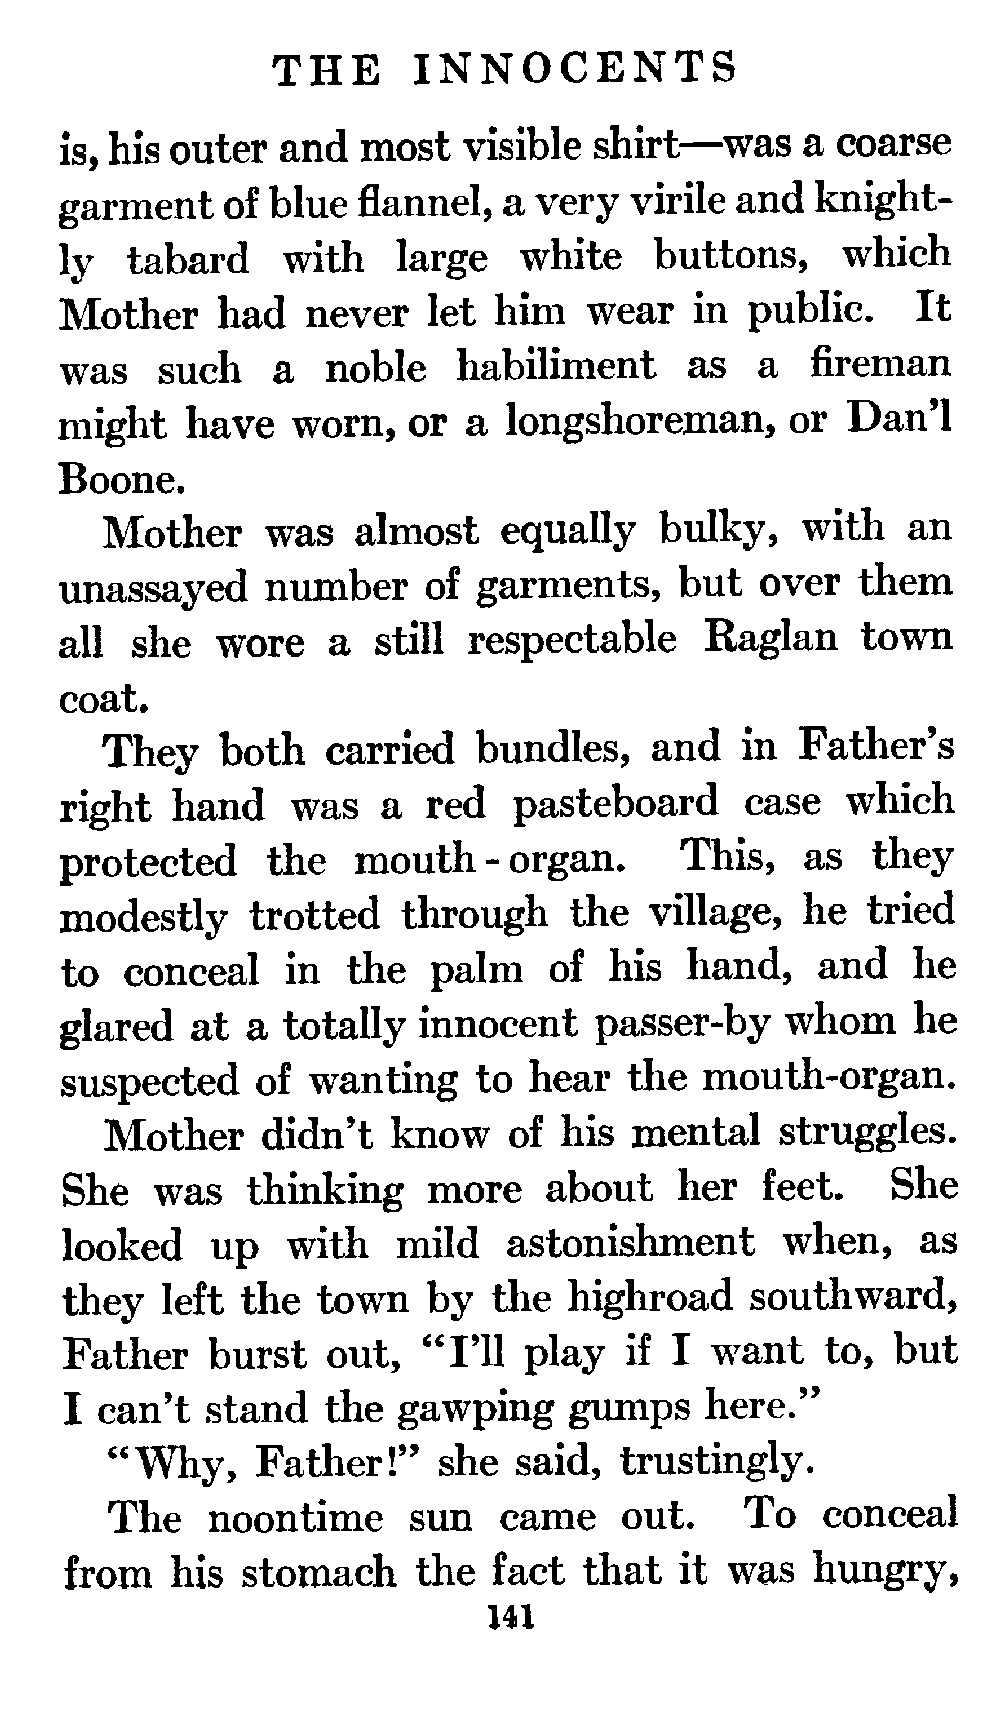 THE INNOCENTS
is, his outer and most visible shirt—was a coarse
garment of blue flannel, a very virile and knight-
ly tabard with large white buttons, which
Mother had never let him wear in public. It
was such a noble habiliment as a fireman
might have worn, or a longshoreman, or Dan’l
Boone.
Mother was almost equally bulky, with an
unassayed number of garments, but over them
all she wore a still respectable Raglan town
coat.
They both carried bundles, and in Father’s
right hand was a red pasteboard case which
protected the mouth-organ. This, as they
modestly trotted through the village, he tried
to conceal in the palm of his hand, and he
glared at a totally innocent passer-by whom he
suspected of wanting to hear the mouth-organ.
Mother didn’t know of his mental struggles.
She was thinking more about her feet. She
looked up with mild astonishment when, as
they left the town by the highroad southward,
Father burst out, “I’ll play if I want to, but
I can’t stand the gawping gumps here.”
“Why, Father!” she said, trustingly.
The noontime sun came out. To conceal
from his stomach the fact that it was hungry,
141